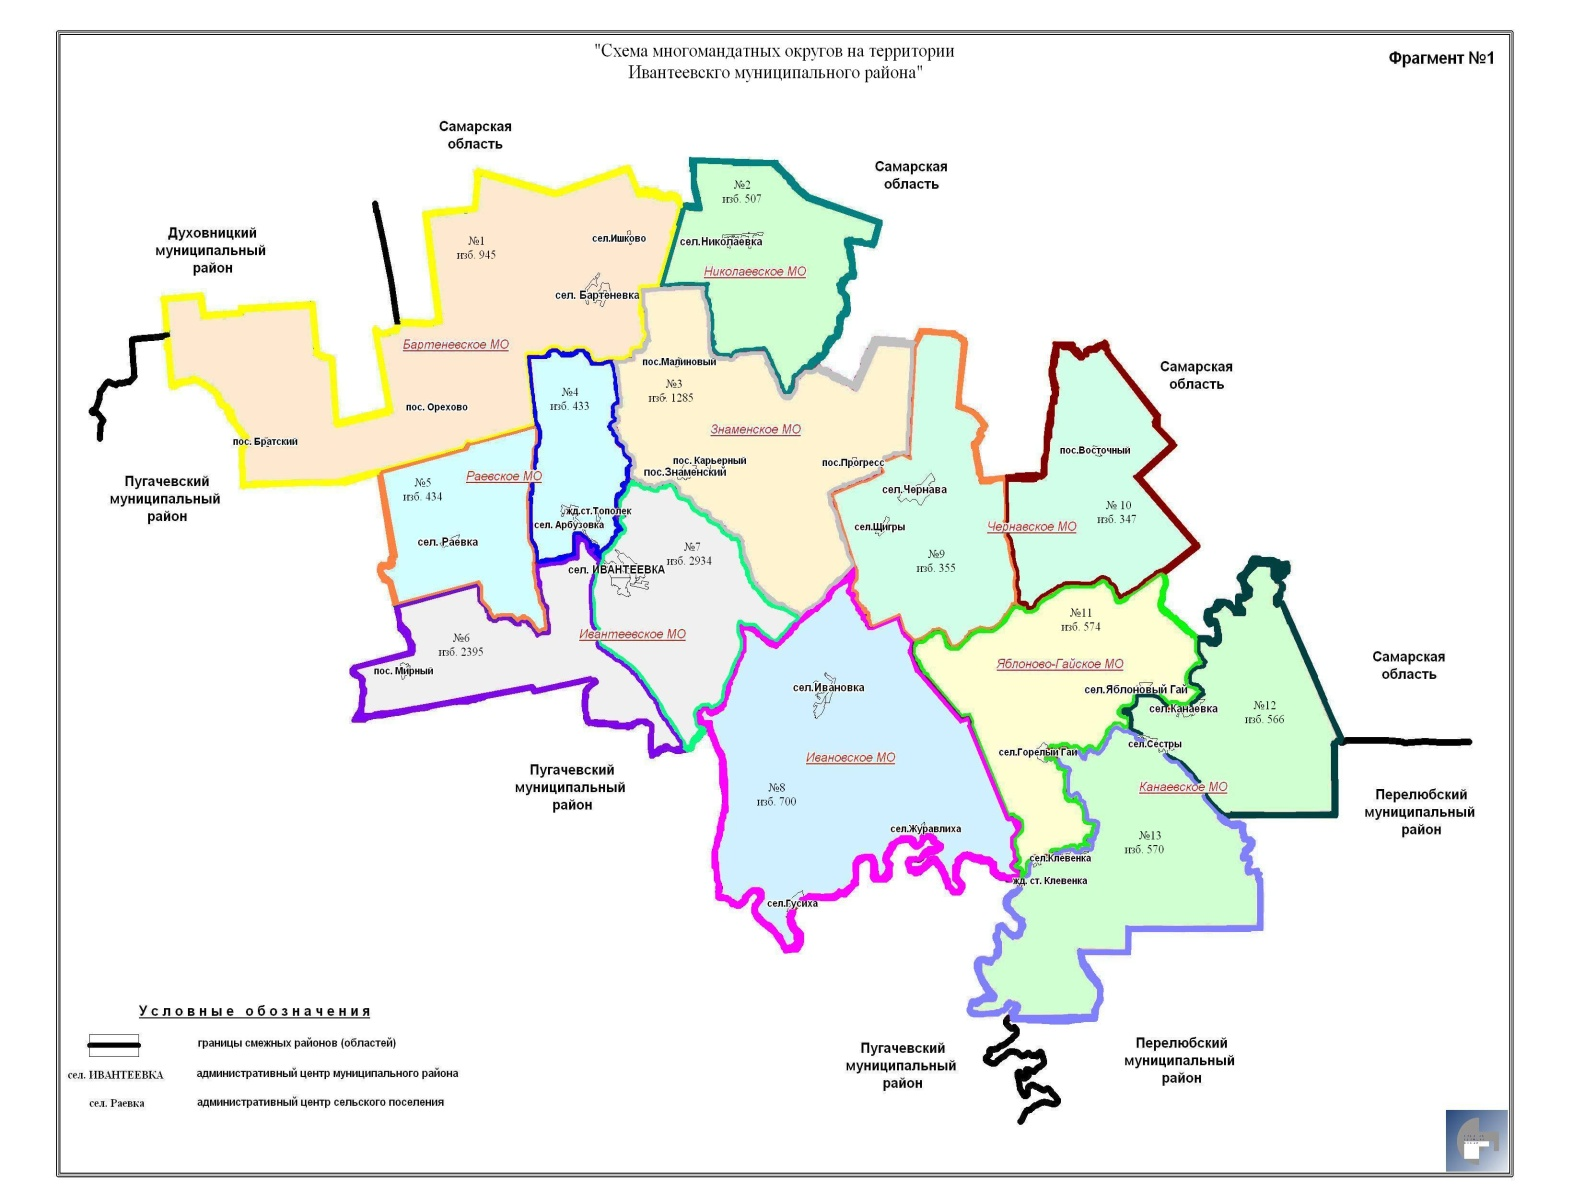 "Схема многомандатных округов на территории
Ивантеевскго муниципального района"
Фрагмент №1
Самарская
область
Самарская
область
Духовницкий
муниципальный
район
№1
изб. 945
сел.Ишково
сел. Бартеневка
Бартеневское МО
пос. Орехово
пос. Братский
№2
изб. 507
сел.Николаевка
Николаевское МО
пос.Малиновый
№3
изб. 1285
Знаменское МО
пос. Карьерный
пос.Знаменский
пос.Прогресс
№4
изб. 433
Раевское МО
№5
изб. 434
сел. Раевка
жд.ст.Тополек
сел. Арбузовка
Пугачевский
муниципальный
район
Самарская
область
пос.Восточный
№ 10
изб. 347
сел.Чернава
сел.Щигры
Чернавское МО
№9
изб. 355
№7
изб. 2934
сел. ИВАНТЕЕВКА
Ивантеевское МО
№6
изб. 2395
пос. Мирный
№11
изб. 574
Яблоново-Гайское МО
сел.Яблоновый Гай
сел.Канаевка
сел.Горелый Гай
сел.Сестры
№12
изб. 566
Самарская
область
Канаевское МО
№13
изб. 570
сел.Ивановка
Ивановское МО
№8
изб. 700
сел.Журавлиха
сел.Гусиха
сел.Клевенка
жд. ст. Клевенка
Пугачевский
муниципальный
район
Перелюбский
муниципальный
район
Условные обозначения
границы смежных районов (областей)
сел. ИВАНТЕЕВКА
административный центр муниципального района
сел. Раевка
административный центр сельского поселения
Пугачевский
муниципальный
район
Перелюбский
муниципальный
район